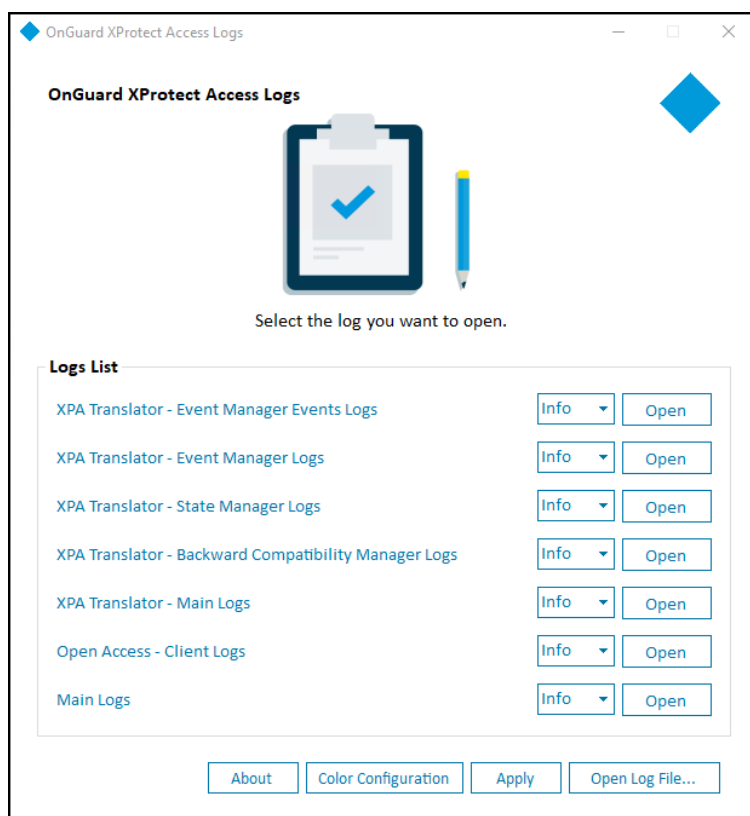 OnGuard XProtect Access Logs
OnGuard XProtect Access Logs
Select the log you want to open.
Logs List
XPA Translator - Event Manager Events Logs Info Open
XPA Translator - Event Manager Logs Info Open
XPA Translator - State Manager Logs Info Open
XPA Translator - Backward Compatibility Manager Logs Info Open
XPA Translator - Main Logs Info Open
Open Access - Client Logs Info Open
Main Logs Info Open
About Color Configuration Apply Open Log File...